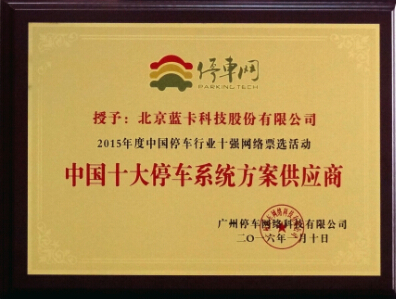 停车网
PARKINGTECH
授予：北京蓝卡科技股份有限公司
2015年度中国停车行业十强网络票选活动
中国十大停车系统方案供应商
广州停车网络科技有限公司
二〇一六年一月十日